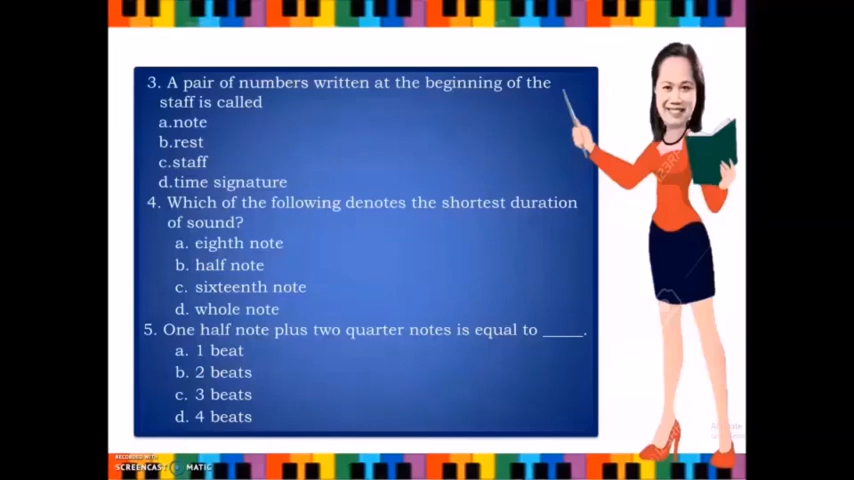 3. A pair of numbers written at the beginning of the
staff is called
a.note
b.rest
c.staff
d.time signature
4. Which of the following denotes the shortest duration
of sound?
a. eighth note
b. half note
c. sixteenth note
d. whole note
5. One half note plus two quarter notes is equal to _____.
a. 1 beat
b. 2 beats
c. 3 beats
d. 4 beats
RECORDED WITH
SCREENCAST MATIC